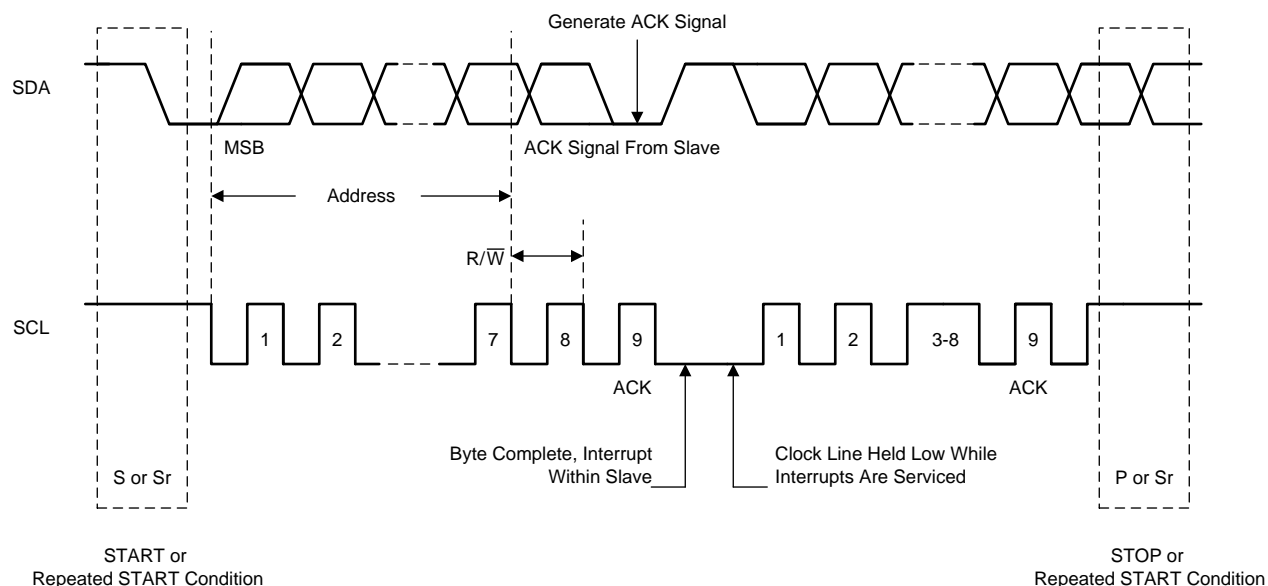 Generate ACK Signal
SDA
MSB
ACK Signal From Slave
Address
R/W̅
SCL
1
2
7
8
9
1
2
3-8
9
ACK
ACK
Byte Complete, Interrupt
Within Slave
Clock Line Held Low While
Interrupts Are Serviced
S or Sr
P or Sr
START or
Repeated START Condition
STOP or
Repeated START Condition